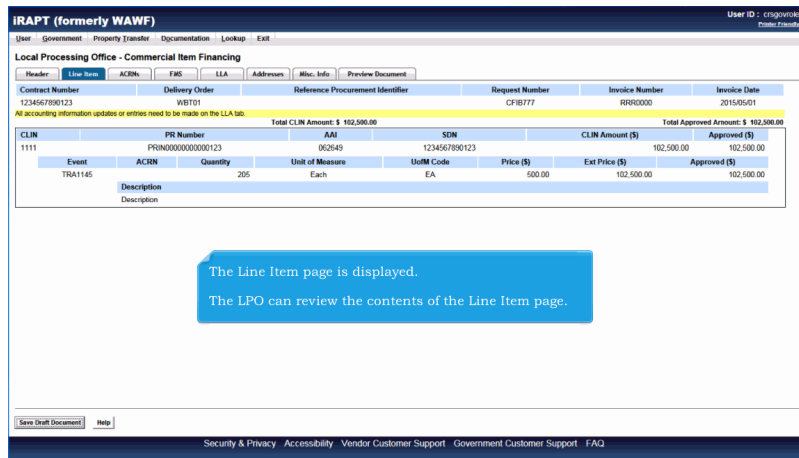 iRAPT (formerly WAWF)
User ID : crsgovrole
Printer Friendly
User Government Property Transfer Documentation Lookup Exit
Local Processing Office - Commercial Item Financing
Header Line Item ACRNs FMS LLA Addresses Misc. Info Preview Document
Contract Number Delivery Order Reference Procurement Identifier Request Number Invoice Number Invoice Date
1234567890123 WBT01 CFIB777 RRR0000 2015/05/01
All accounting information updates or entries need to be made on the LLA tab.
Total CLIN Amount: $ 102,500.00 Total Approved Amount: $ 102,500.00
CLIN PR Number AAI SDN CLIN Amount ($) Approved ($)
1111 PRIN00000000000123 062649 1234567890123 102,500.00 102,500.00
Event ACRN Quantity Unit of Measure UofM Code Price ($) Ext Price ($) Approved ($)
TRA1145 205 Each EA 500.00 102,500.00 102,500.00
Description
Description
The Line Item page is displayed.
The LPO can review the contents of the Line Item page.
Save Draft Document Help
Security & Privacy Accessibility Vendor Customer Support Government Customer Support FAQ